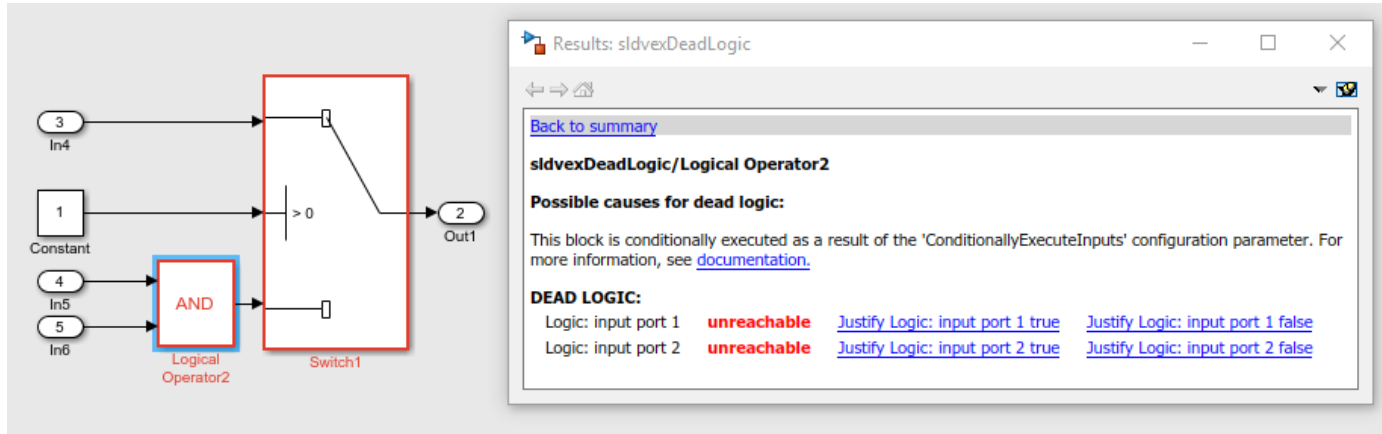 3
In4
1
Constant
4
In5
5
In6
AND
Logical
Operator2
> 0
Switch1
2
Out1
Results: sldvexDeadLogic
Back to summary
sldvexDeadLogic/Logical Operator2
Possible causes for dead logic:
This block is conditionally executed as a result of the 'ConditionallyExecuteInputs' configuration parameter. For
more information, see documentation.
DEAD LOGIC:
Logic: input port 1 unreachable Justify Logic: input port 1 true Justify Logic: input port 1 false
Logic: input port 2 unreachable Justify Logic: input port 2 true Justify Logic: input port 2 false